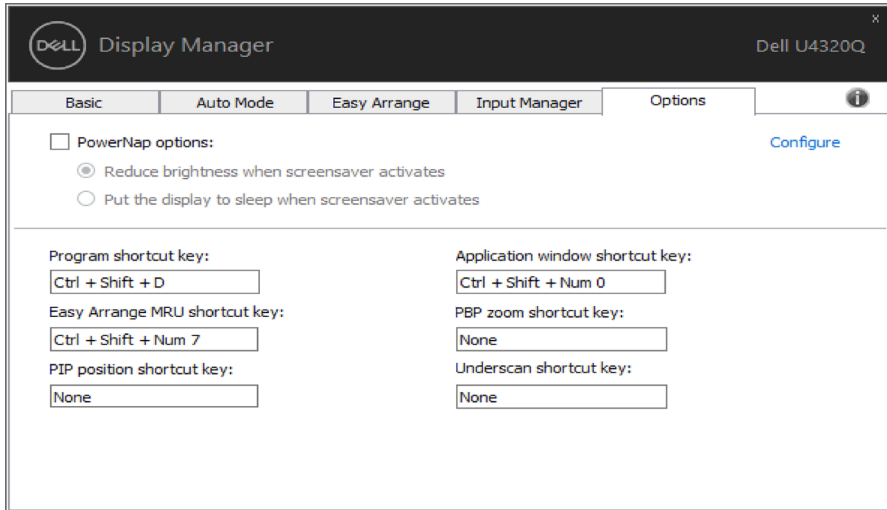 x
DELL Display Manager
Dell U4320Q
Basic Auto Mode Easy Arrange Input Manager Options i
PowerNap options:
Configure
Reduce brightness when screensaver activates
Put the display to sleep when screensaver activates
Program shortcut key:
Application window shortcut key:
Ctrl + Shift + D
Ctrl + Shift + Num 0
Easy Arrange MRU shortcut key:
PBP zoom shortcut key:
Ctrl + Shift + Num 7
None
PIP position shortcut key:
Underscan shortcut key:
None
None